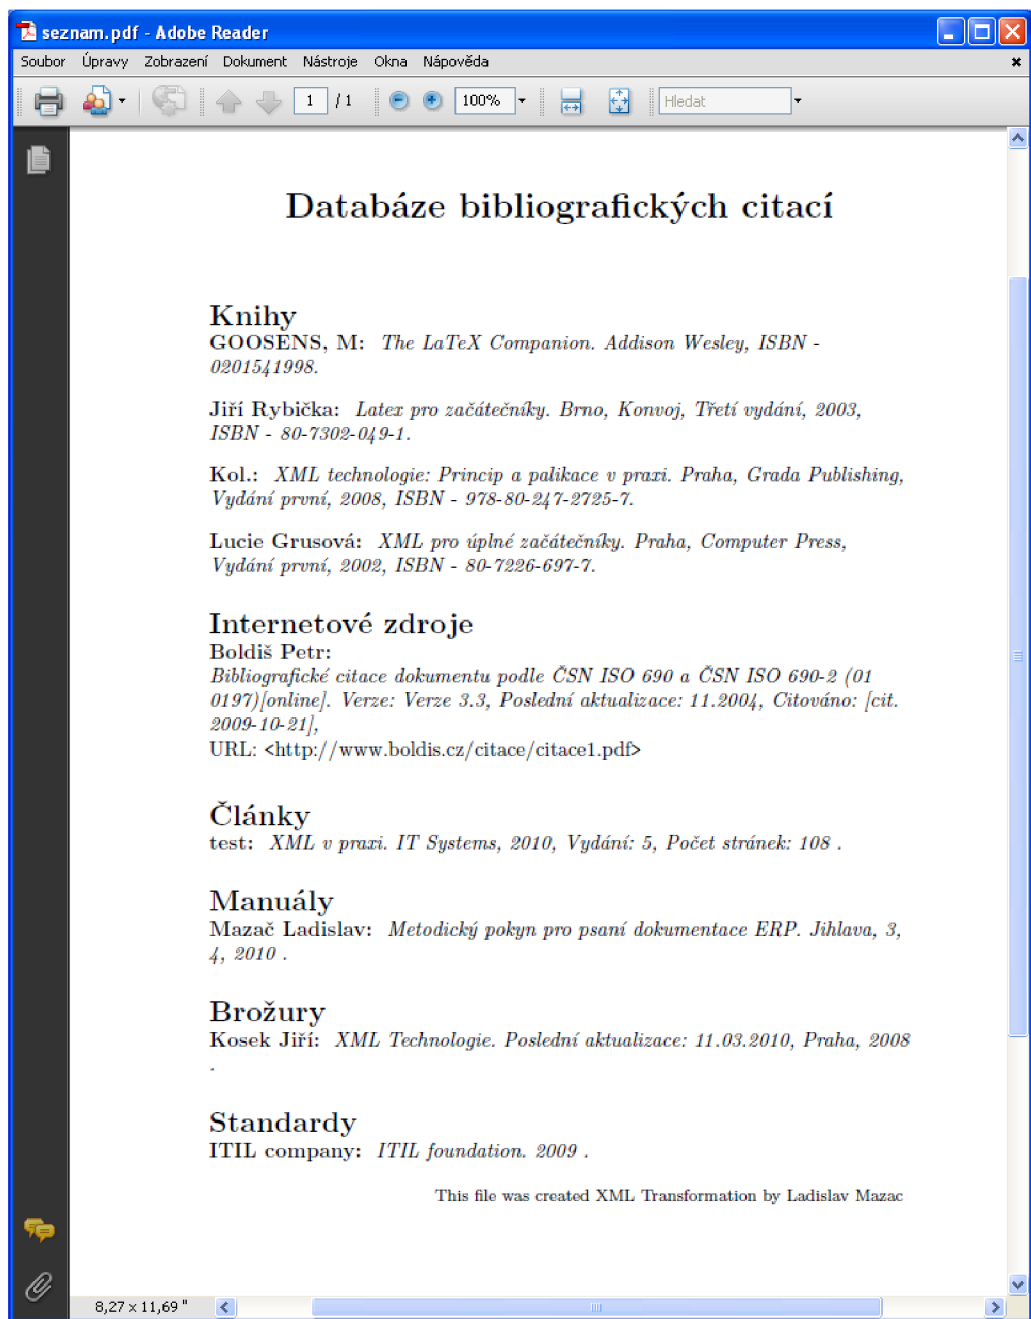 seznam.pdf - Adobe Reader
Soubor Úpravy Zobrazení Dokument Nástroje Okna Nápověda
1 / 1 100% Hledat
Databáze bibliografických citací
Knihy
GOOSENS, M: The LaTeX Companion. Addison Wesley, ISBN -
0201541998.
Jiří Rybička: Latex pro začátečníky. Brno, Konvoj, Třetí vydání, 2003,
ISBN - 80-7302-049-1.
Kol.: XML technologie: Princip a palikace v praxi. Praha, Grada Publishing,
Vydání první, 2008, ISBN - 978-80-247-2725-7.
Lucie Grusová: XML pro úplné začátečníky. Praha, Computer Press,
Vydání první, 2002, ISBN - 80-7226-697-7.
Internetové zdroje
Boldiš Petr:
Bibliografické citace dokumentu podle ČSN ISO 690 a ČSN ISO 690-2 (01
0197)[online]. Verze: Verze 3.3, Poslední aktualizace: 11.2004, Citováno: [cit.
2009-10-21],
URL: <http://www.boldis.cz/citace/citace1.pdf>
Články
test: XML v praxi. IT Systems, 2010, Vydání: 5, Počet stránek: 108 .
Manuály
Mazač Ladislav: Metodický pokyn pro psaní dokumentace ERP. Jihlava, 3,
4, 2010 .
Brožury
Kosek Jiří: XML Technologie. Poslední aktualizace: 11.03.2010, Praha, 2008
.
Standardy
ITIL company: ITIL foundation. 2009 .
This file was created XML Transformation by Ladislav Mazac
8,27 x 11,69 "